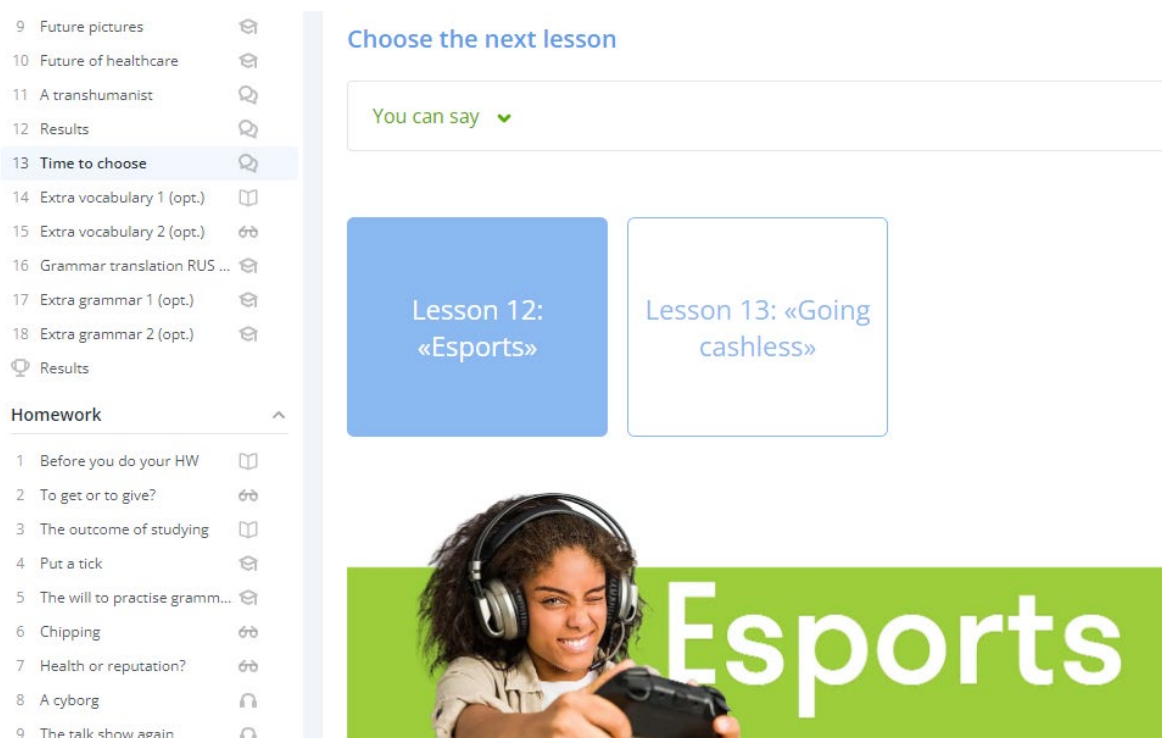 9 Future pictures
10 Future of healthcare
11 A transhumanist
12 Results
13 Time to choose
14 Extra vocabulary 1 (opt.)
15 Extra vocabulary 2 (opt.)
16 Grammar translation RUS ...
17 Extra grammar 1 (opt.)
18 Extra grammar 2 (opt.)
Results
Homework
1 Before you do your HW
2 To get or to give?
3 The outcome of studying
4 Put a tick
5 The will to practise gramm...
6 Chipping
7 Health or reputation?
8 A cyborg
9 The talk show again
Choose the next lesson
You can say
Lesson 12:
«Esports»
Lesson 13: «Going
cashless»
Esports